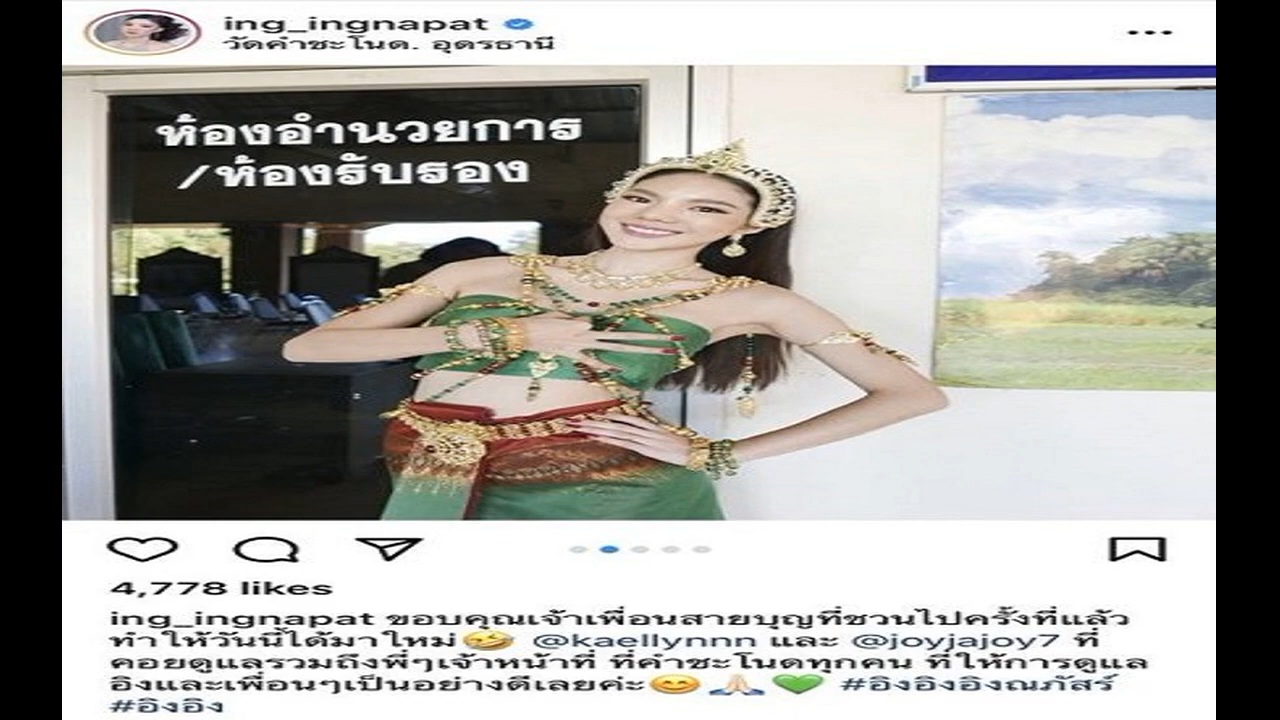 ing_ingnapat
วัดคำชะโนด. อุดรธานี
ห้องอำนวยการ
/ห้องรับรอง
4,778 likes
ing_ingnapat ขอบคุณเจ้าเพื่อนสายบุญที่ชวนไปครั้งที่แล้ว
ทำให้วันนี้ได้มาใหม่🤣 @kaellynnn และ @joyjajoy7 ที่
คอยดูแลรวมถึงพี่ๆเจ้าหน้าที่ ที่คำชะโนดทุกคน ที่ให้การดูแล
อิงและเพื่อนๆเป็นอย่างดีเลยค่ะ😊🙏🏻💚 #อิงอิงอิงณภัสร์
#อิงอิง